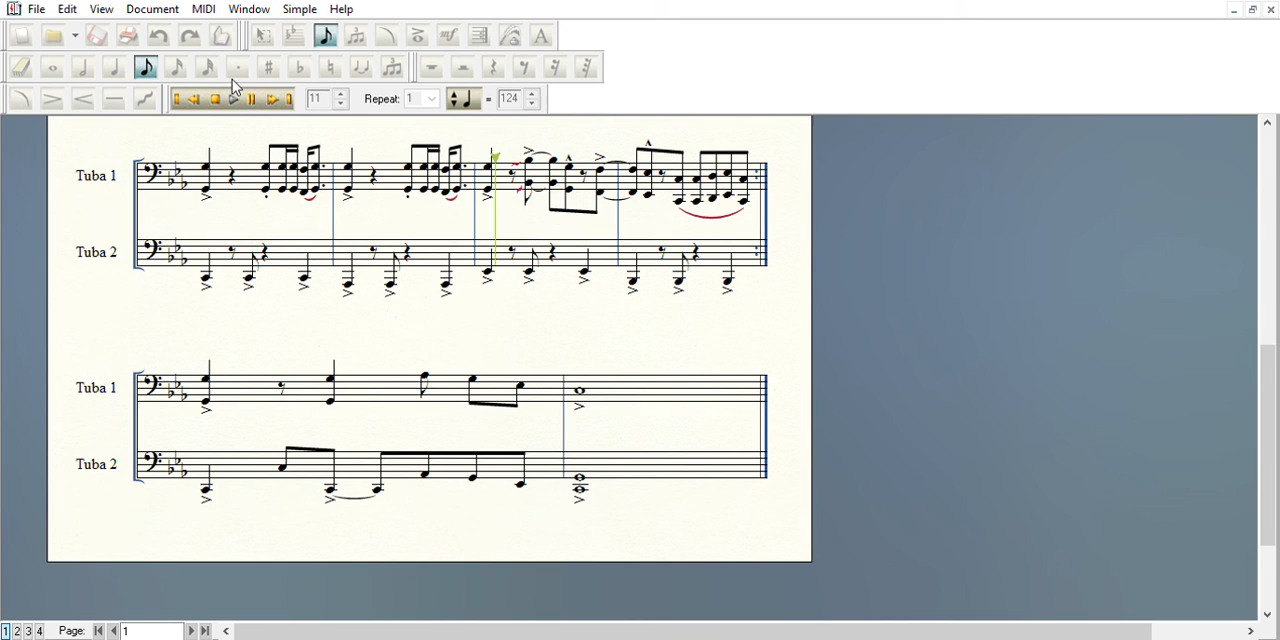 File Edit View Document MIDI Window Simple Help
A
11 Repeat: 1 = 124
Tuba 1
Tuba 2
Tuba 1
Tuba 2
1 2 3 4 Page: 1